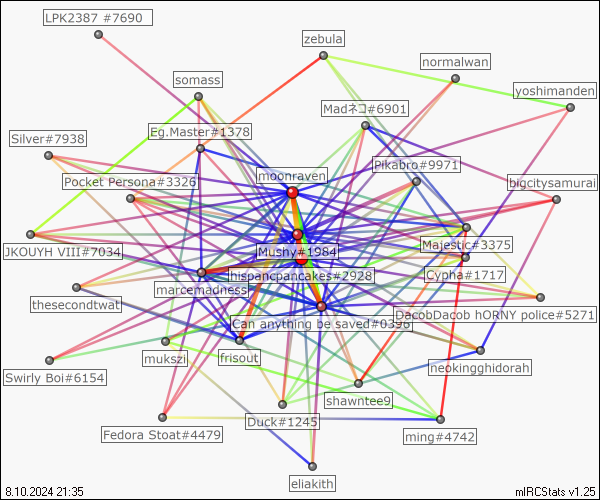 LPK2387 #7690
zebula
normalwan
somass
yoshimanden
Madネコ#6901
Eg.Master#1378
Silver#7938
Pikabro#9971
moonraven
Pocket Persona#3326
bigcitysamurai
Majestic#3375
JKOUYH VIII#7034
Mushy#1984
hispancpancakes#2928
Cypha#1717
marcemadness
thesecondtwat
DacobDacob hORNY police#5271
Can anything be saved#0396
mukszi
frisout
neokingghidorah
Swirly Boi#6154
shawntee9
Duck#1245
Fedora Stoat#4479
ming#4742
eliakith
8.10.2024 21:35
mIRCStats v1.25